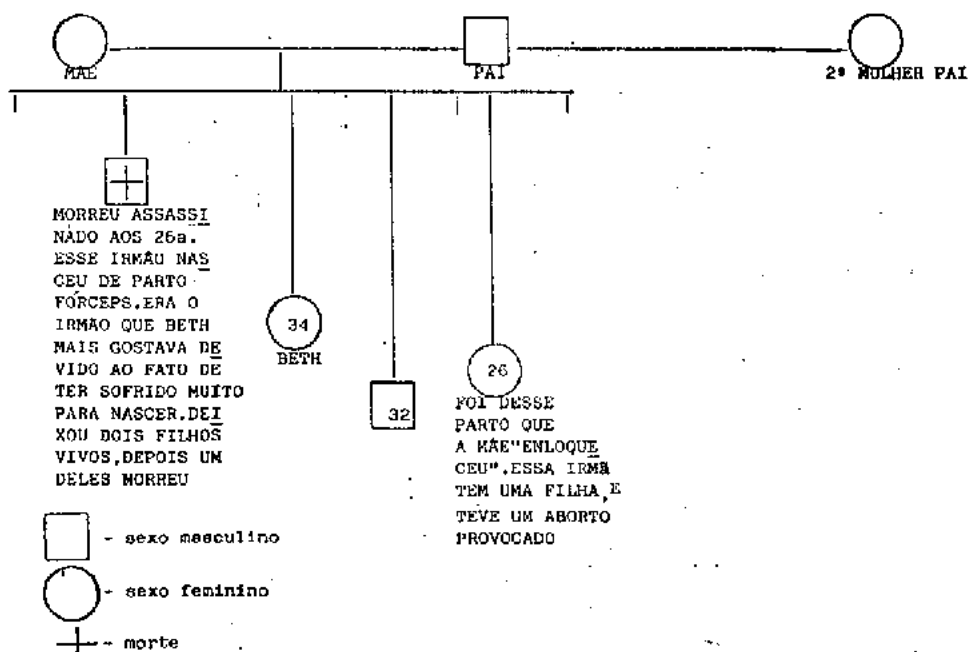 MÃE
PAI
2ª MULHER PAI
MORREU ASSASSI
NADO AOS 26a.
ESSE IRMÃO NAS
CEU DE PARTO
FÓRCEPS.ERA O
IRMÃO QUE BETH
MAIS GOSTAVA DE
VIDO AO FATO DE
TER SOFRIDO MUITO
PARA NASCER.DEI
XOU DOIS FILHOS
VIVOS,DEPOIS UM
DELES MORREU
34
BETH
32
26
FOI DESSE
PARTO QUE
A MÃE"ENLOQUE
CEU".ESSA IRMÃ
TEM UMA FILHA,E
TEVE UM ABORTO
PROVOCADO
- sexo masculino
- sexo feminino
- morte